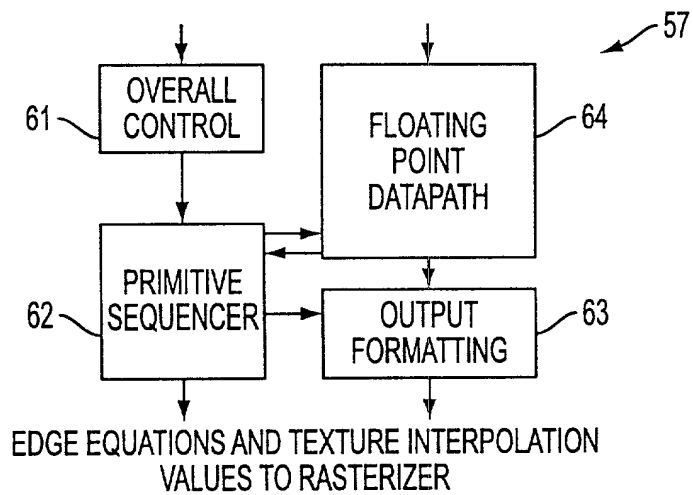 57
OVERALL
CONTROL
61
FLOATING
POINT
DATAPATH
64
PRIMITIVE
SEQUENCER
62
OUTPUT
FORMATTING
63
EDGE EQUATIONS AND TEXTURE INTERPOLATION
VALUES TO RASTERIZER